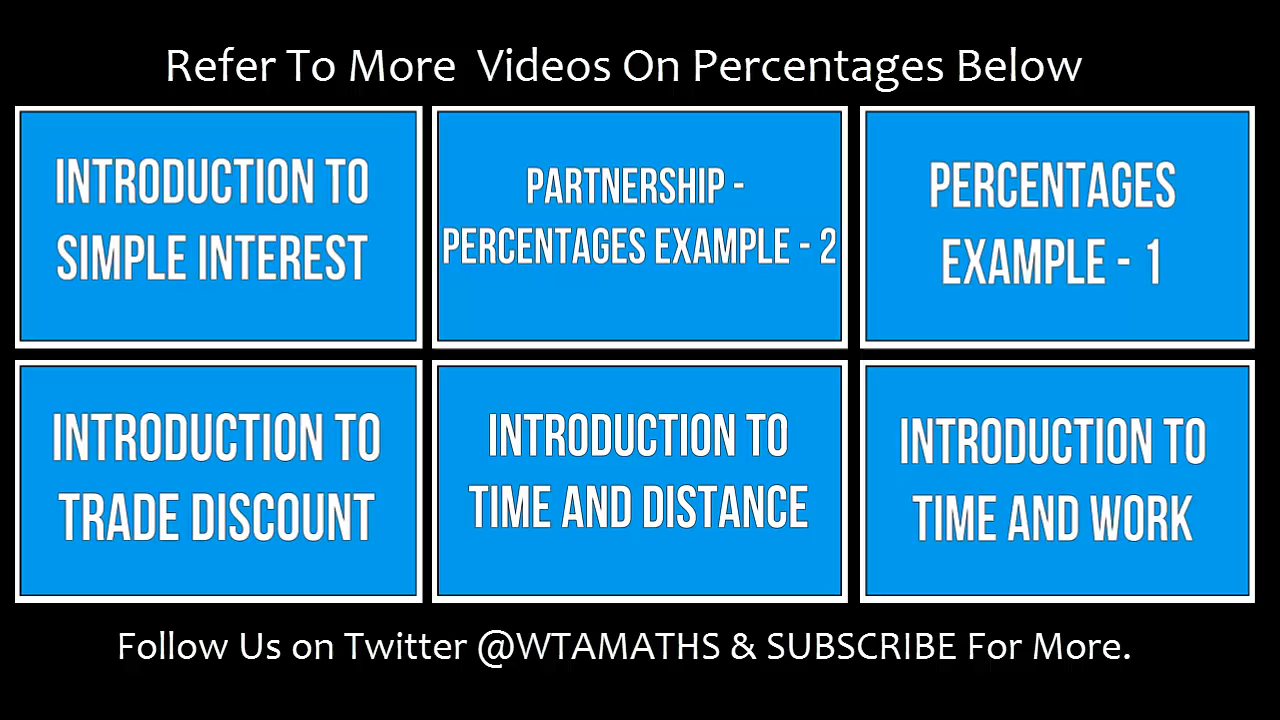 Refer To More Videos On Percentages Below
INTRODUCTION TO
SIMPLE INTEREST
PARTNERSHIP -
PERCENTAGES EXAMPLE - 2
PERCENTAGES
EXAMPLE - 1
INTRODUCTION TO
TRADE DISCOUNT
INTRODUCTION TO
TIME AND DISTANCE
INTRODUCTION TO
TIME AND WORK
Follow Us on Twitter @WTAMATHS & SUBSCRIBE For More.